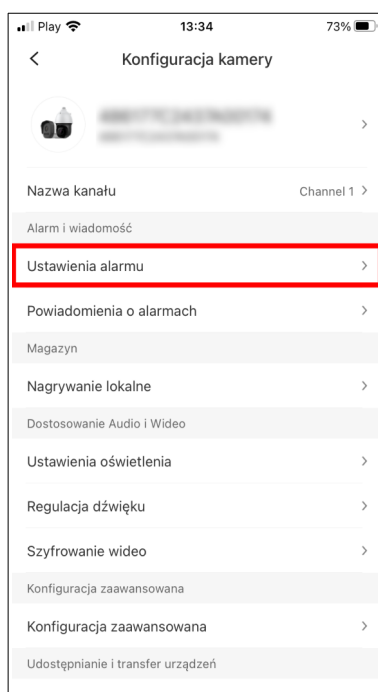 Play 13:34 73%
Konfiguracja kamery
Nazwa kanału Channel 1
Alarm i wiadomość
Ustawienia alarmu
Powiadomienia o alarmach
Magazyn
Nagrywanie lokalne
Dostosowanie Audio i Wideo
Ustawienia oświetlenia
Regulacja dźwięku
Szyfrowanie wideo
Konfiguracja zaawansowana
Konfiguracja zaawansowana
Udostępnianie i transfer urządzeń